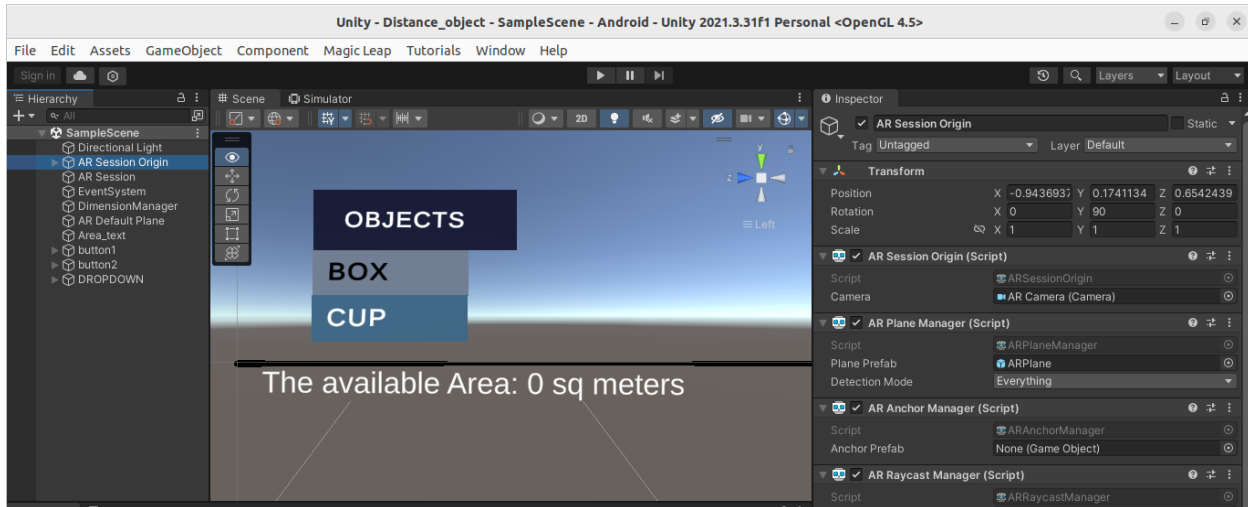 Unity - Distance_object - SampleScene - Android - Unity 2021.3.31f1 Personal <OpenGL 4.5>
File Edit Assets GameObject Component Magic Leap Tutorials Window Help
Sign in
Layers
Layout
Hierarchy
All
SampleScene
Directional Light
AR Session Origin
AR Session
EventSystem
DimensionManager
AR Default Plane
Area_text
button1
button2
DROPDOWN
# Scene
Simulator
2D
y
z
Left
OBJECTS
BOX
CUP
The available Area: 0 sq meters
Inspector
AR Session Origin
Static
Tag Untagged Layer Default
Transform
Position X -0.9436937 Y 0.1741134 Z 0.6542439
Rotation X 0 Y 90 Z 0
Scale X 1 Y 1 Z 1
AR Session Origin (Script)
Script ARSessionOrigin
Camera AR Camera (Camera)
AR Plane Manager (Script)
Script ARPlaneManager
Plane Prefab ARPlane
Detection Mode Everything
AR Anchor Manager (Script)
Script ARAnchorManager
Anchor Prefab None (Game Object)
AR Raycast Manager (Script)
Script ARRaycastManager